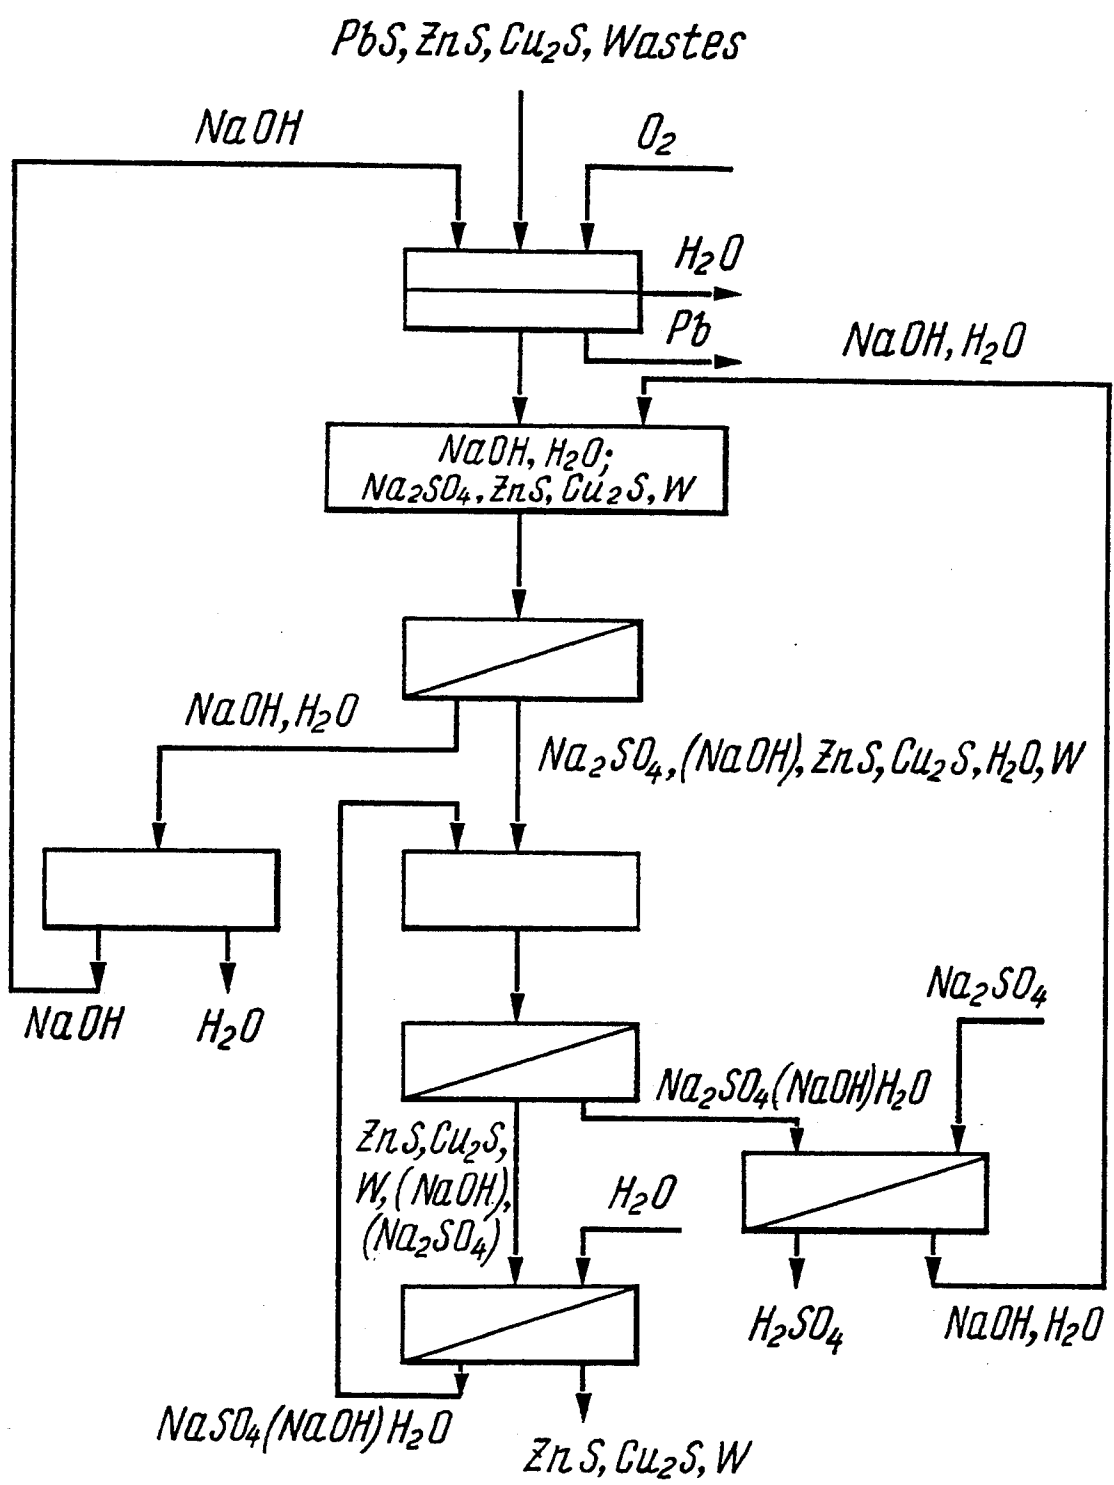 PbS, ZnS, Cu₂S, Wastes
NaOH
O₂
H₂O
Pb
NaOH, H₂O
NaOH, H₂O;
Na₂SO₄, ZnS, Cu₂S, W
NaOH, H₂O
Na₂SO₄, (NaOH), ZnS, Cu₂S, H₂O, W
NaOH
H₂O
Na₂SO₄
Na₂SO₄(NaOH)H₂O
ZnS, Cu₂S,
W, (NaOH),
(Na₂SO₄)
H₂O
H₂SO₄
NaOH, H₂O
NaSO₄(NaOH)H₂O
ZnS, Cu₂S, W